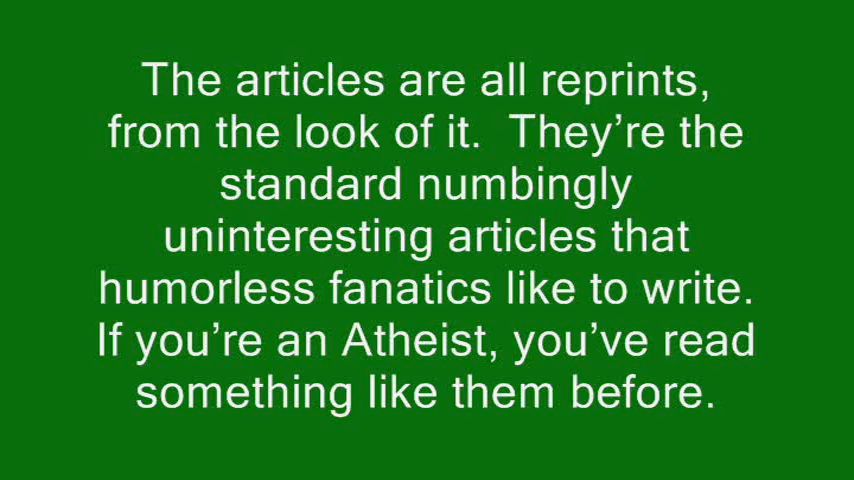 The articles are all reprints,
from the look of it.  They’re the
standard numbingly
uninteresting articles that
humorless fanatics like to write.
If you’re an Atheist, you’ve read
something like them before.